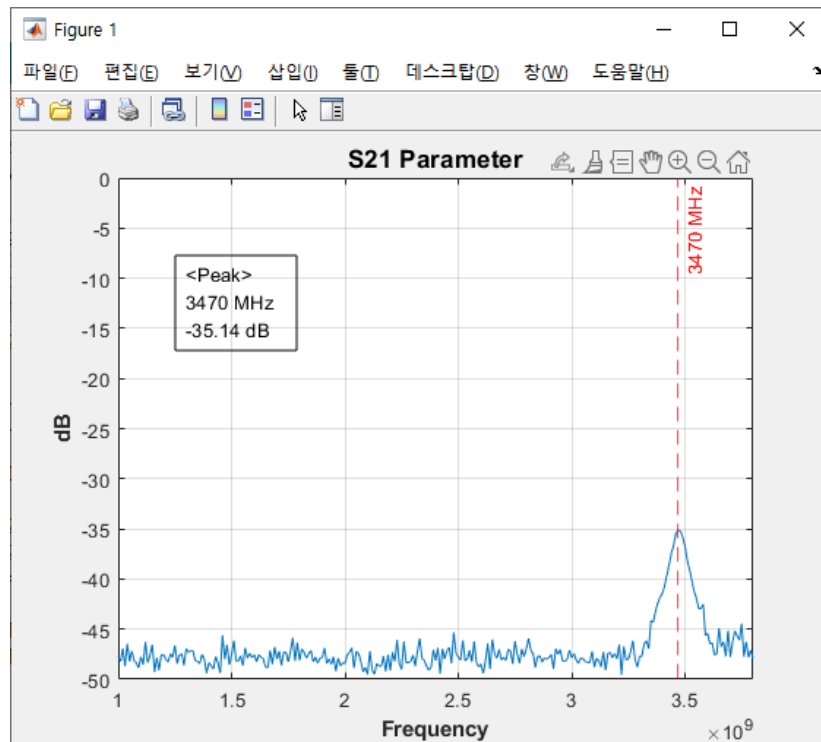 Figure 1
파일(F) 편집(E) 보기(V) 삽입(I) 툴(T) 데스크탑(D) 창(W) 도움말(H)
S21 Parameter
0
-5
-10
-15
-20
-25
-30
-35
-40
-45
-50
dB
<Peak>
3470 MHz
-35.14 dB
3470 MHz
1 1.5 2 2.5 3 3.5
Frequency
×10⁹